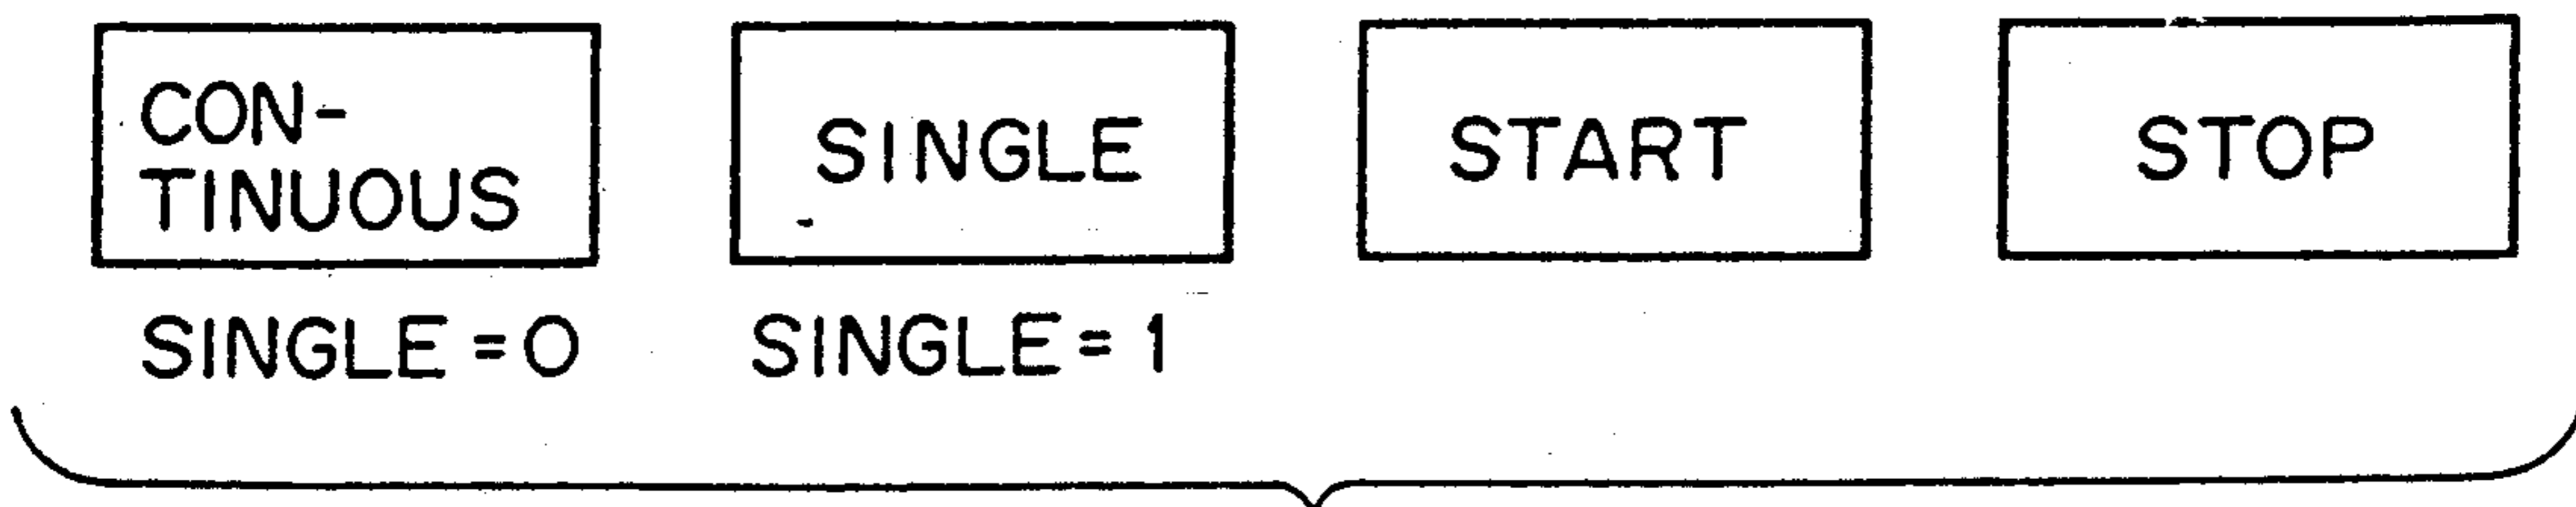 CON-
TINUOUS
SINGLE
START
STOP
SINGLE = 0
SINGLE = 1